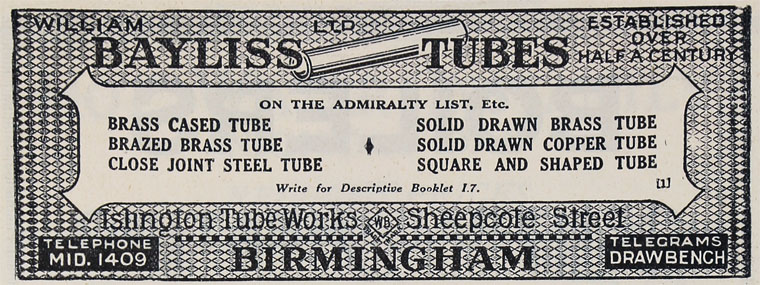 WILLIAM LTD ESTABLISHED
OVER
HALF A CENTURY
BAYLISS TUBES
ON THE ADMIRALTY LIST, Etc.
BRASS CASED TUBE SOLID DRAWN BRASS TUBE
BRAZED BRASS TUBE SOLID DRAWN COPPER TUBE
CLOSE JOINT STEEL TUBE SQUARE AND SHAPED TUBE
Write for Descriptive Booklet I.7. [1]
Islington Tube Works WB Sheepcote Street
TELEPHONE
MID. 1409
BIRMINGHAM
TELEGRAMS
DRAWBENCH